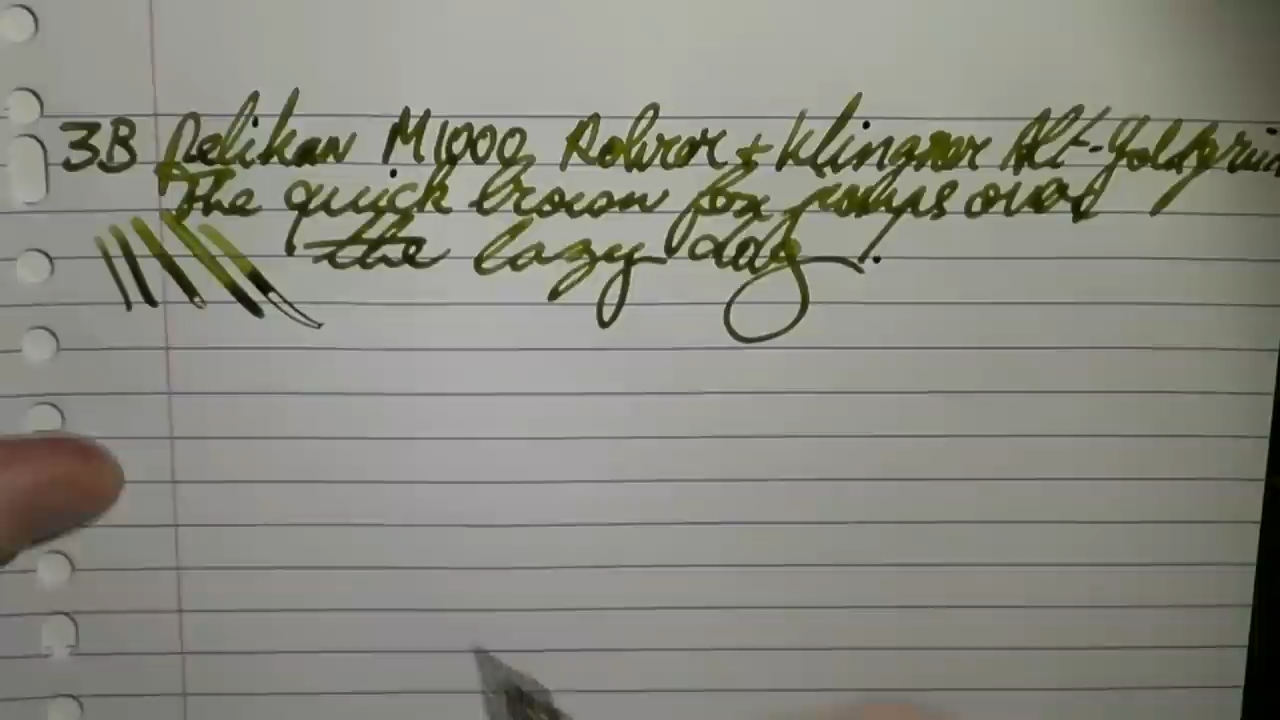 3B Pelikan M1000 Rohrer + Klingner Alt-Goldgrün
The quick brown fox jumps over
the lazy dog.